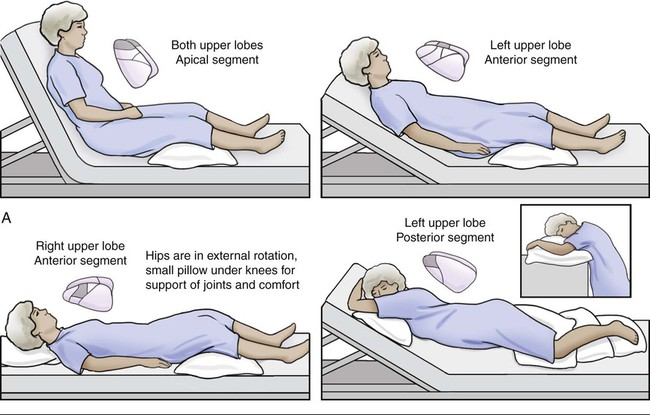 Both upper lobes
Apical segment
Left upper lobe
Anterior segment
A
Right upper lobe
Anterior segment
Hips are in external rotation,
small pillow under knees for
support of joints and comfort
Left upper lobe
Posterior segment